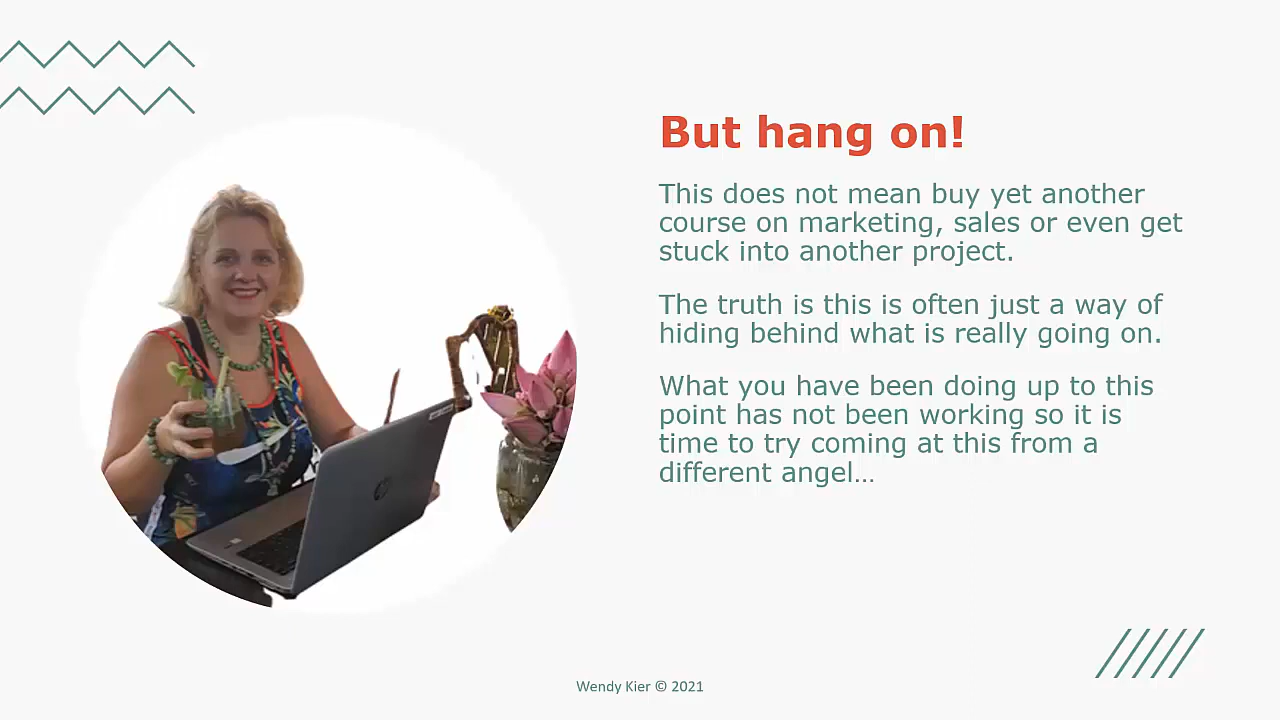 But hang on!
This does not mean buy yet another
course on marketing, sales or even get
stuck into another project.
The truth is this is often just a way of
hiding behind what is really going on.
What you have been doing up to this
point has not been working so it is
time to try coming at this from a
different angel…
Wendy Kier © 2021